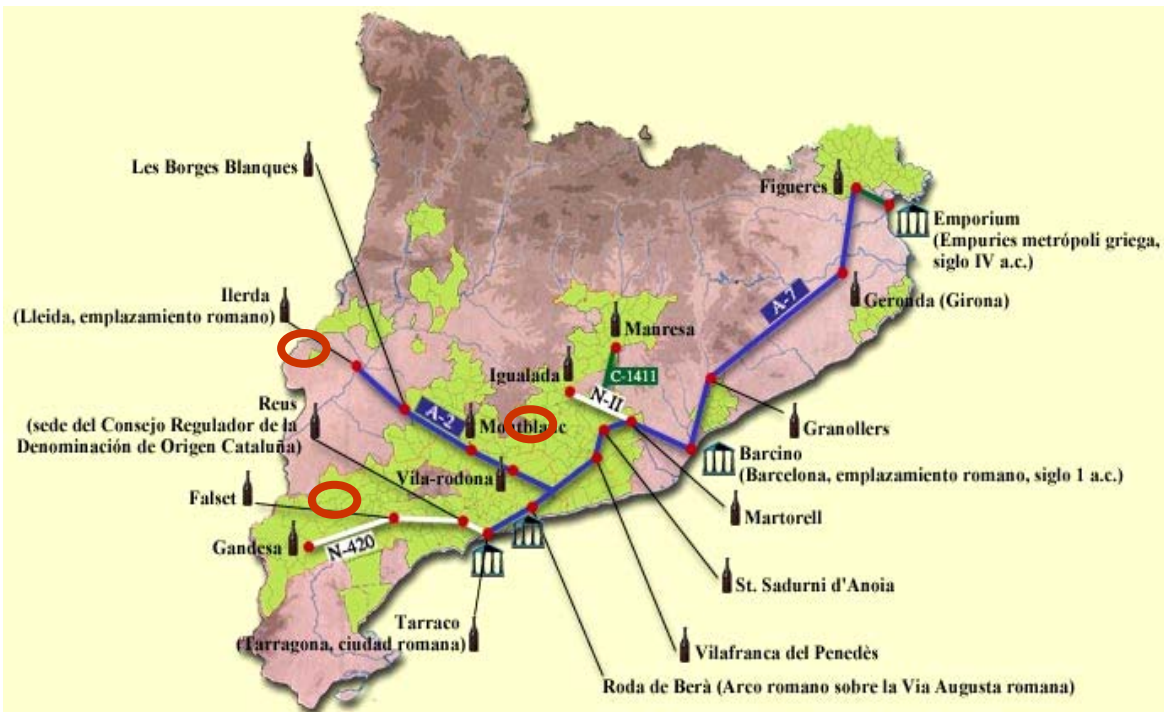 Les Borges Blanques
Figueres
Emporium
(Empuries metrópoli griega,
siglo IV a.c.)
A-7
Geronda (Girona)
Ilerda
(Lleida, emplazamiento romano)
Manresa
Igualada
C-1411
N-II
Reus
(sede del Consejo Regulador de la
Denominación de Origen Cataluña)
A-2
Montblanc
Granollers
Barcino
(Barcelona, emplazamiento romano, siglo 1 a.c.)
Vila-rodona
Falset
Martorell
Gandesa
N-420
St. Sadurni d'Anoia
Tarraco
(Tarragona, ciudad romana)
Vilafranca del Penedès
Roda de Berà (Arco romano sobre la Via Augusta romana)